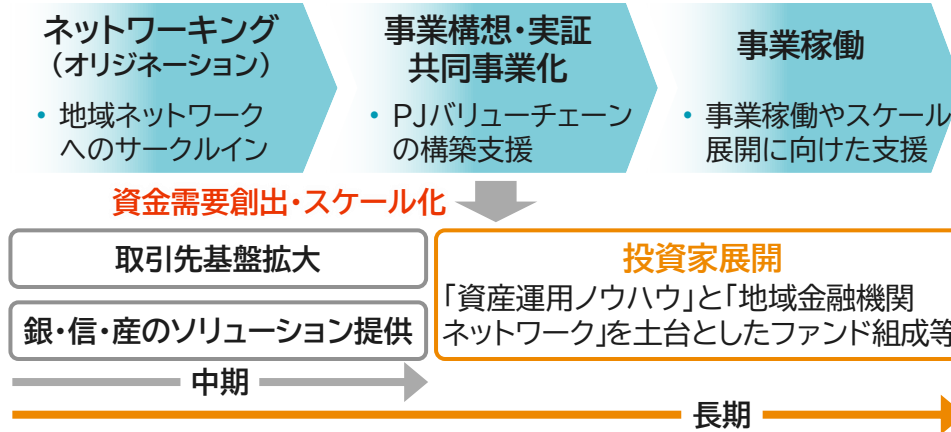 ネットワーキング
（オリジネーション）
• 地域ネットワーク
へのサークルイン
事業構想・実証
共同事業化
• PJバリューチェーン
の構築支援
事業稼働
• 事業稼働やスケール
展開に向けた支援
資金需要創出・スケール化
取引先基盤拡大
銀・信・産のソリューション提供
投資家展開
「資産運用ノウハウ」と「地域金融機関
ネットワーク」を土台としたファンド組成等
中期
長期